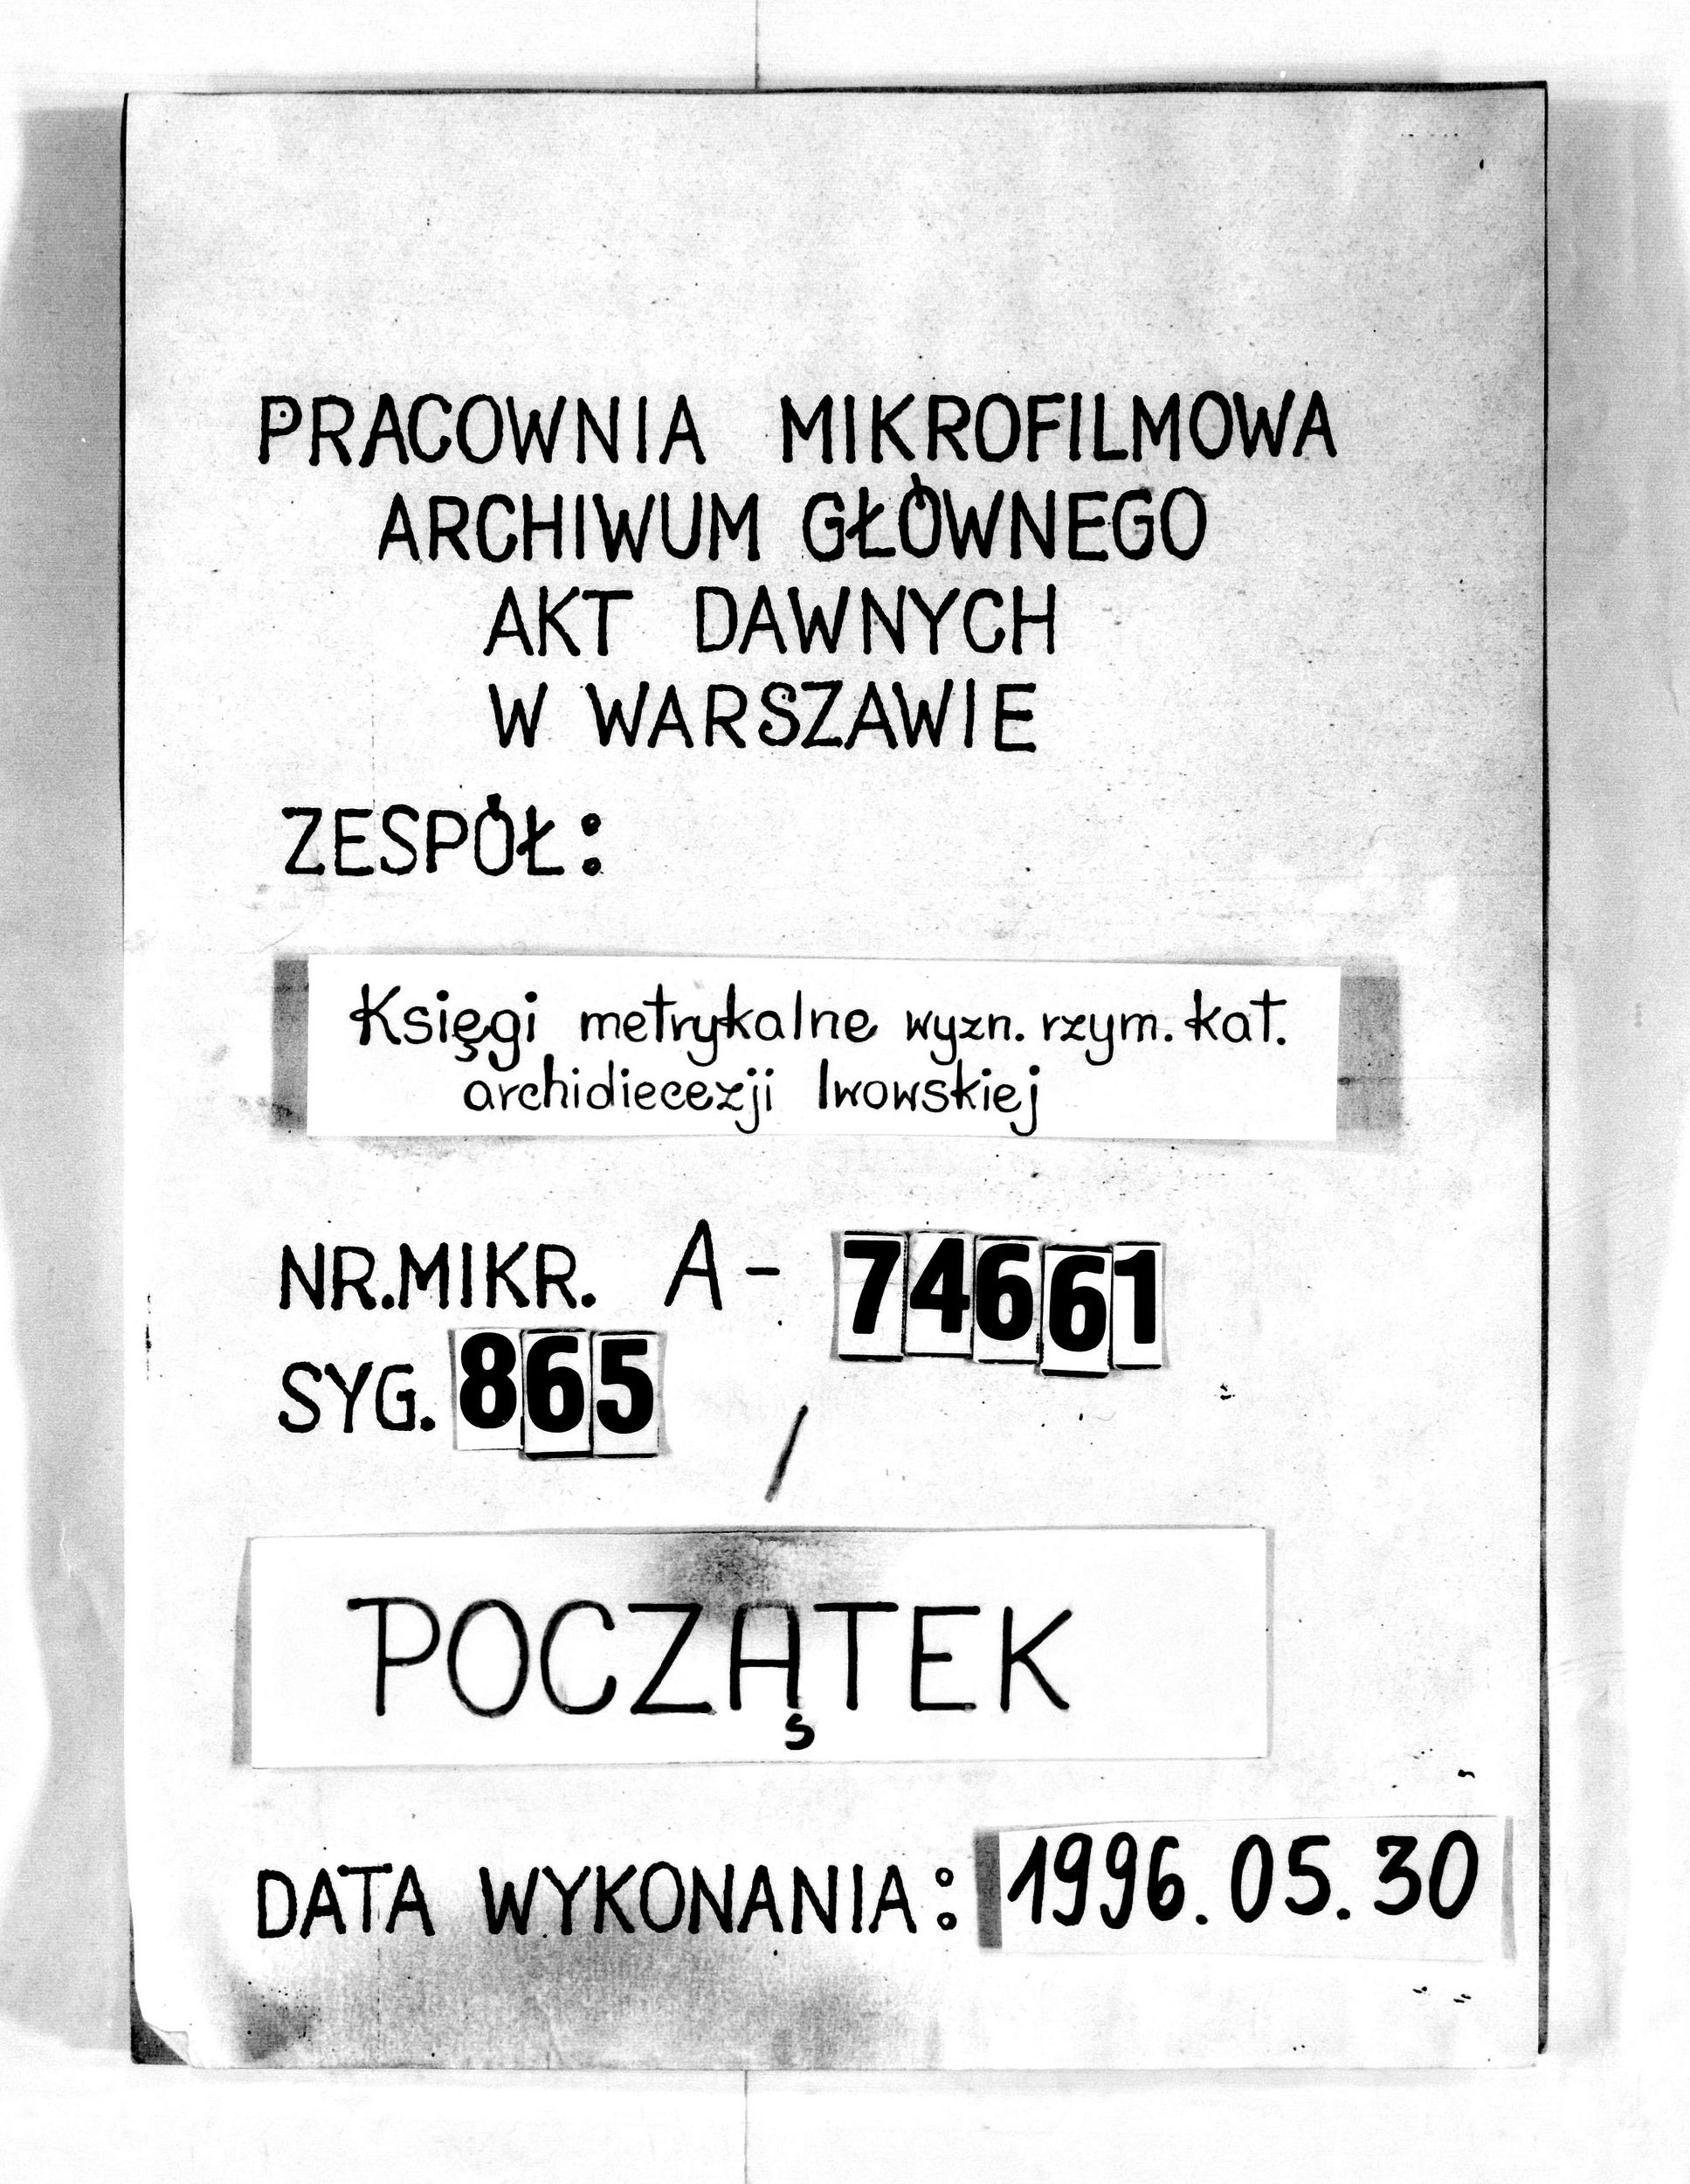 PRACOWNIA MIKROFILMOWA
ARCHIWUM GŁÓWNEGO
AKT DAWNYCH
W WARSZAWIE
ZESPÓŁ:
Księgi metrykalne wyzn. rzym. kat.
archidiecezji lwowskiej
NR.MIKR. A- 74661
SYG. 865
/
POCZĄTEK
DATA WYKONANIA: 1996.05.30